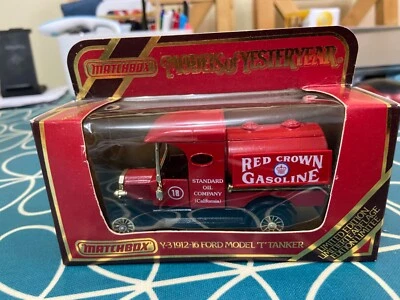 MATCHBOX
MODELS of YESTERYEAR
RED CROWN
GASOLINE
18
STANDARD
OIL
COMPANY
(California)
MATCHBOX
Y-3 1912-16 FORD MODEL "T" TANKER
LIMITED EDITION